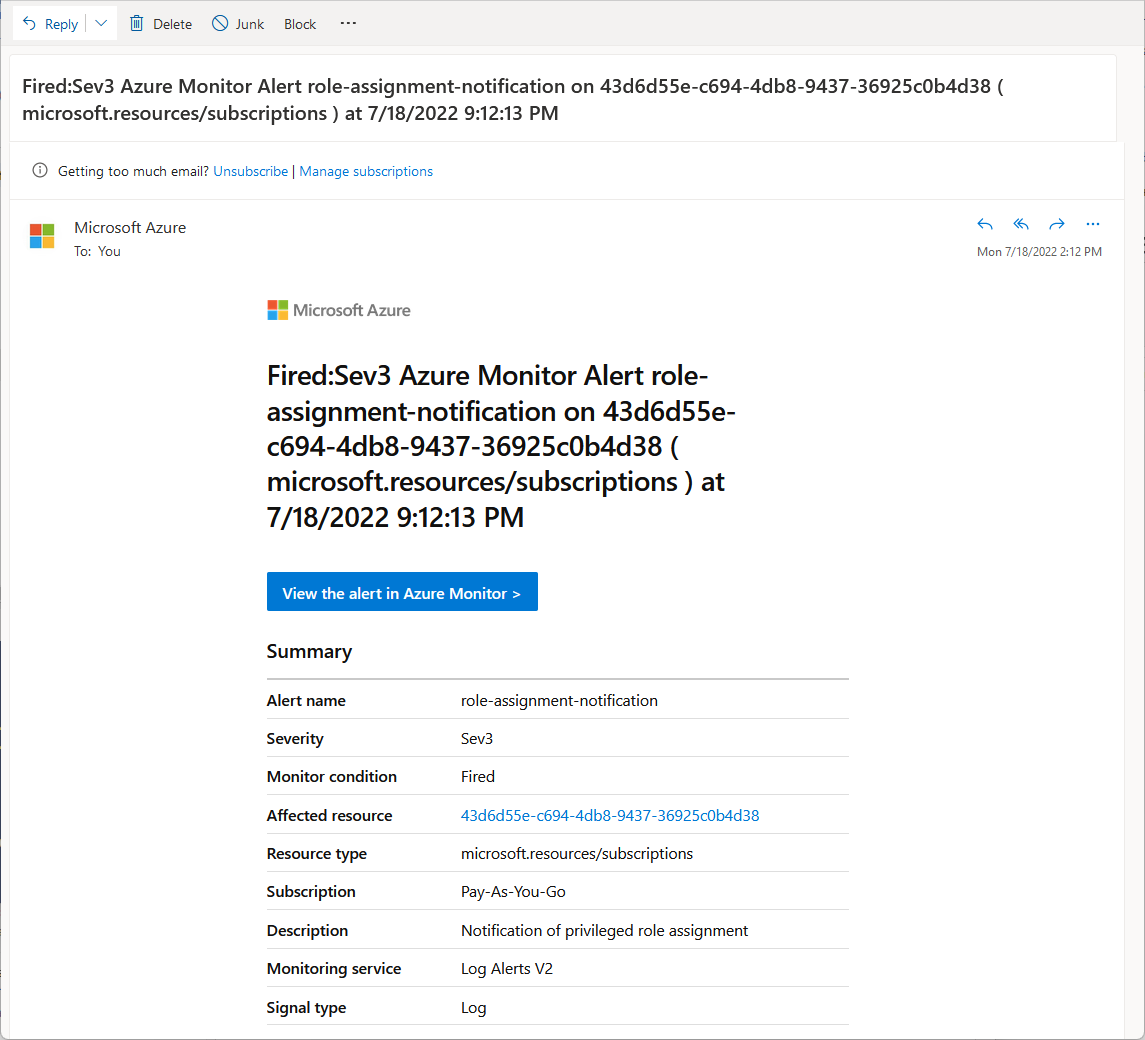 Reply Delete Junk Block ...
Fired:Sev3 Azure Monitor Alert role-assignment-notification on 43d6d55e-c694-4db8-9437-36925c0b4d38 (
microsoft.resources/subscriptions ) at 7/18/2022 9:12:13 PM
Getting too much email? Unsubscribe | Manage subscriptions
Microsoft Azure
To: You
Mon 7/18/2022 2:12 PM
Microsoft Azure
Fired:Sev3 Azure Monitor Alert role-
assignment-notification on 43d6d55e-
c694-4db8-9437-36925c0b4d38 (
microsoft.resources/subscriptions ) at
7/18/2022 9:12:13 PM
View the alert in Azure Monitor >
Summary
Alert name role-assignment-notification
Severity Sev3
Monitor condition Fired
Affected resource 43d6d55e-c694-4db8-9437-36925c0b4d38
Resource type microsoft.resources/subscriptions
Subscription Pay-As-You-Go
Description Notification of privileged role assignment
Monitoring service Log Alerts V2
Signal type Log